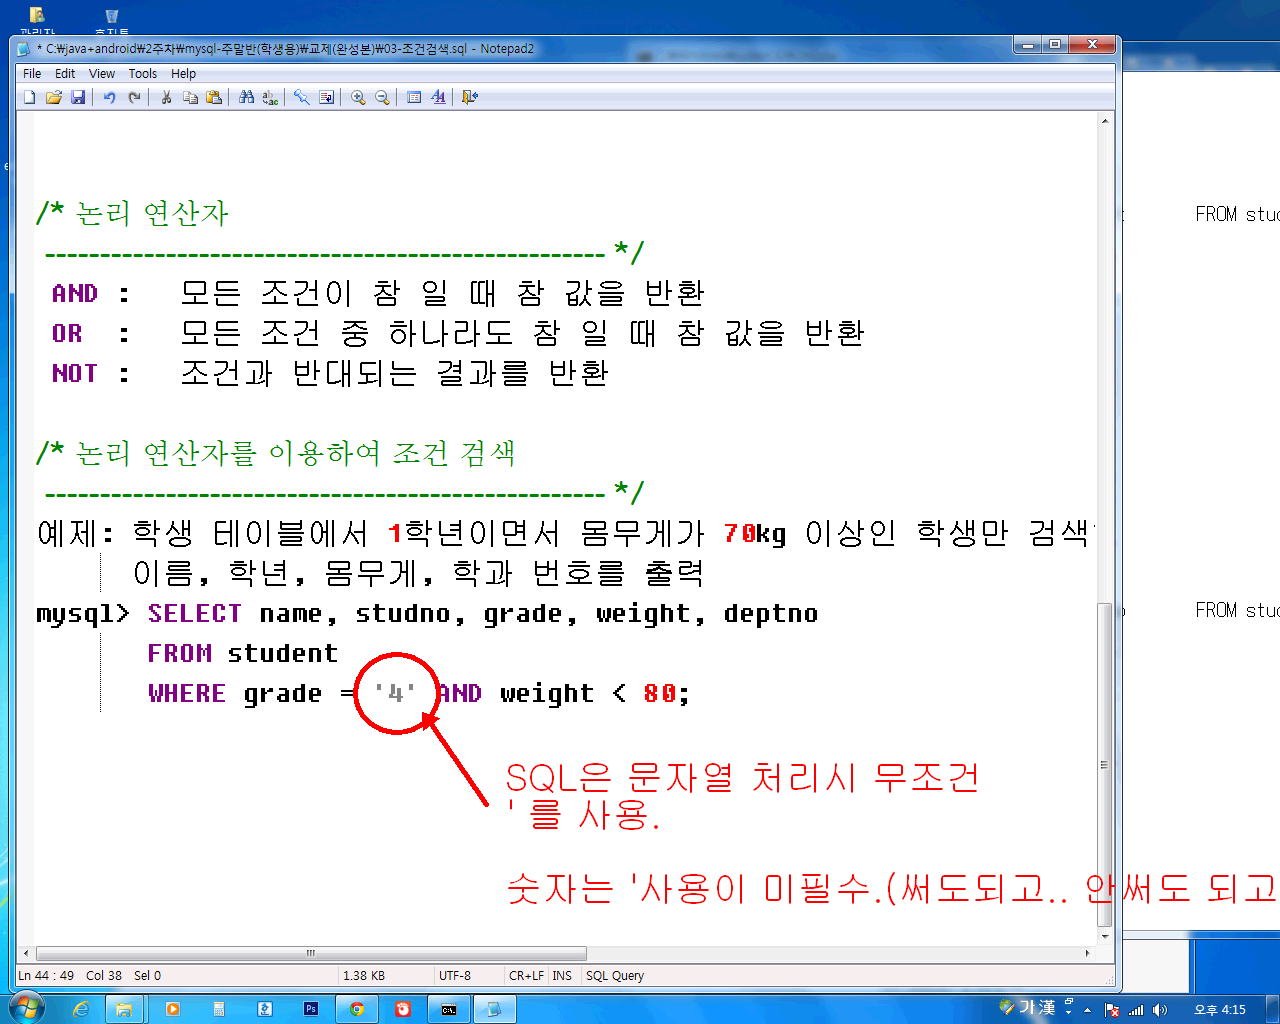 관리자 휴지통
* C:₩java+android₩2주차₩mysql-주말반(학생용)₩교제(완성본)₩03-조건검색.sql - Notepad2
File Edit View Tools Help
/* 논리 연산자
--------------------------------------------------- */
AND : 모든 조건이 참 일 때 참 값을 반환
OR : 모든 조건 중 하나라도 참 일 때 참 값을 반환
NOT : 조건과 반대되는 결과를 반환
/* 논리 연산자를 이용하여 조건 검색
--------------------------------------------------- */
예제: 학생 테이블에서 1학년이면서 몸무게가 70kg 이상인 학생만 검색
이름, 학년, 몸무게, 학과 번호를 출력
mysql> SELECT name, studno, grade, weight, deptno
FROM student
WHERE grade = '4' AND weight < 80;
SQL은 문자열 처리시 무조건
' 를 사용.
숫자는 '사용이 미필수.(써도되고.. 안써도 되고
FROM stud
FROM stud
Ln 44 : 49 Col 38 Sel 0 1.38 KB UTF-8 CR+LF INS SQL Query
Ps
가 漢
오후 4:15